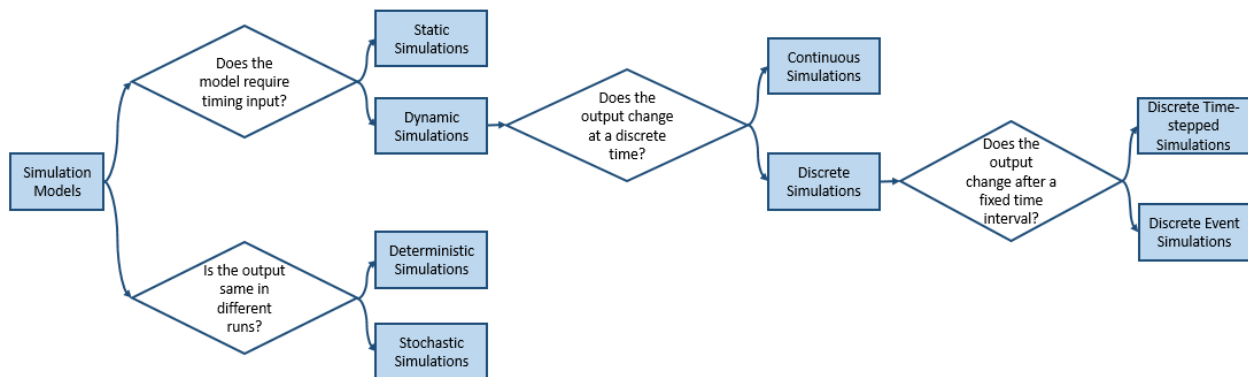 Simulation
Models
Does the
model require
timing input?
Static
Simulations
Dynamic
Simulations
Does the
output change
at a discrete
time?
Continuous
Simulations
Discrete
Simulations
Does the
output
change after a
fixed time
interval?
Discrete Time-
stepped
Simulations
Discrete Event
Simulations
Is the output
same in
different
runs?
Deterministic
Simulations
Stochastic
Simulations